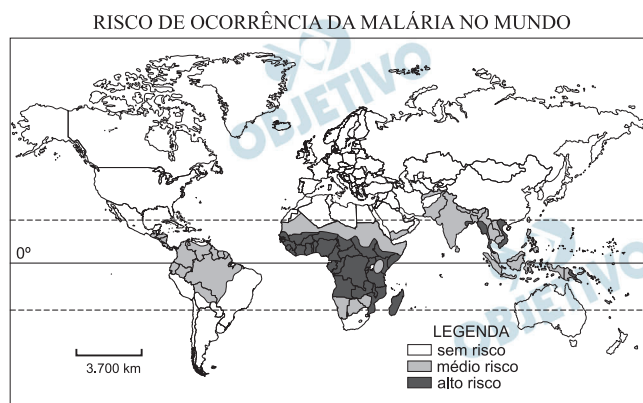 RISCO DE OCORRÊNCIA DA MALÁRIA NO MUNDO
OBJETIVO
0º
OBJETIVO
LEGENDA
sem risco
médio risco
alto risco
3.700 km